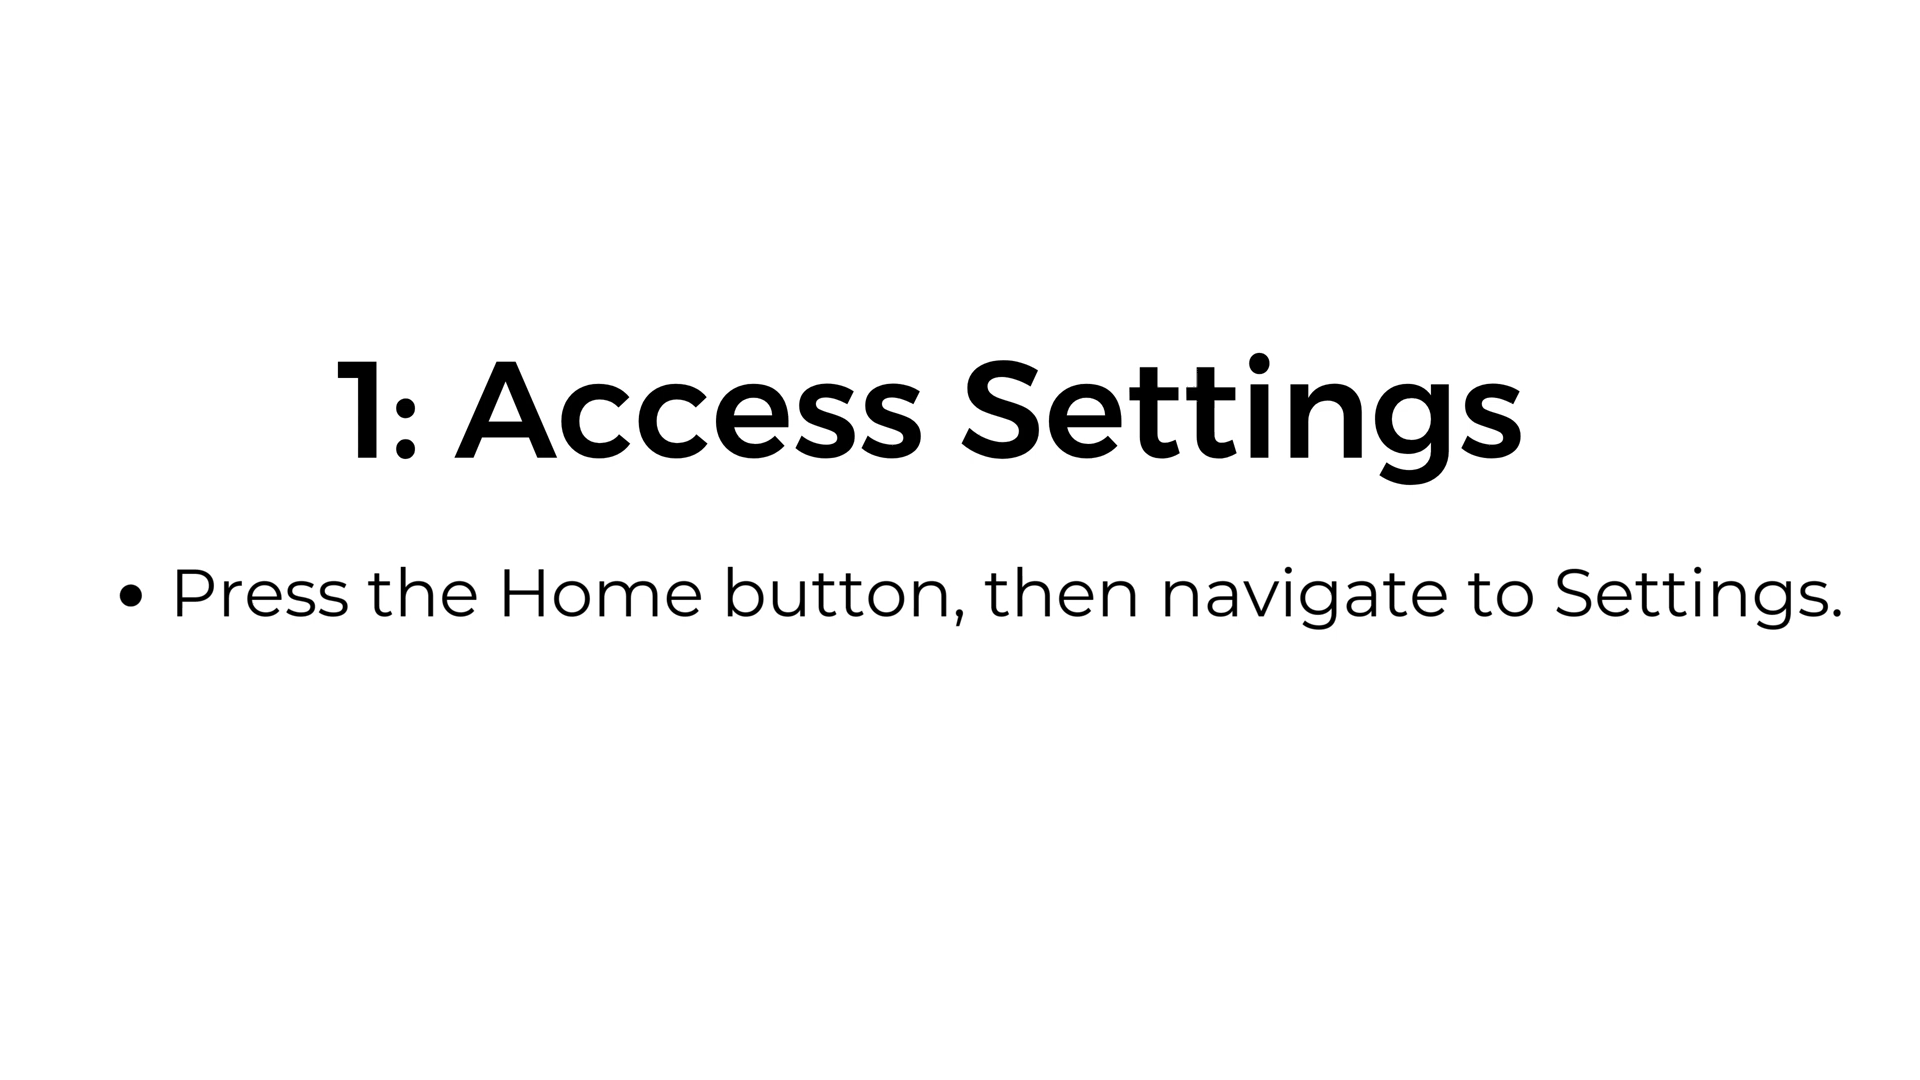 1: Access Settings
• Press the Home button, then navigate to Settings.